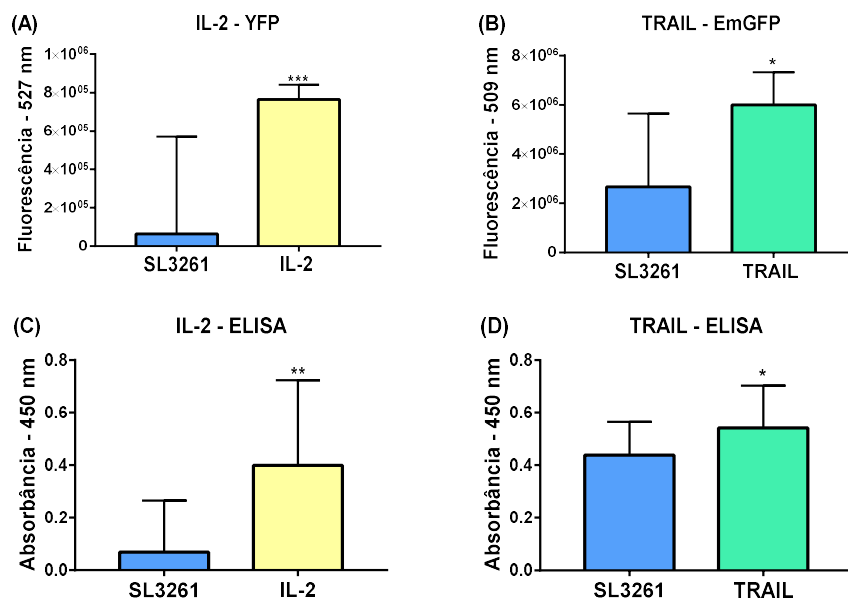 (A)
IL-2 - YFP
Fluorescência - 527 nm
1×10⁰⁶
8×10⁰⁵
6×10⁰⁵
4×10⁰⁵
2×10⁰⁵
0
***
SL3261
IL-2
(B)
TRAIL - EmGFP
Fluorescência - 509 nm
8×10⁰⁶
6×10⁰⁶
4×10⁰⁶
2×10⁰⁶
0
*
SL3261
TRAIL
(C)
IL-2 - ELISA
Absorbância - 450 nm
0.8
0.6
0.4
0.2
0.0
**
SL3261
IL-2
(D)
TRAIL - ELISA
Absorbância - 450 nm
0.8
0.6
0.4
0.2
0.0
*
SL3261
TRAIL